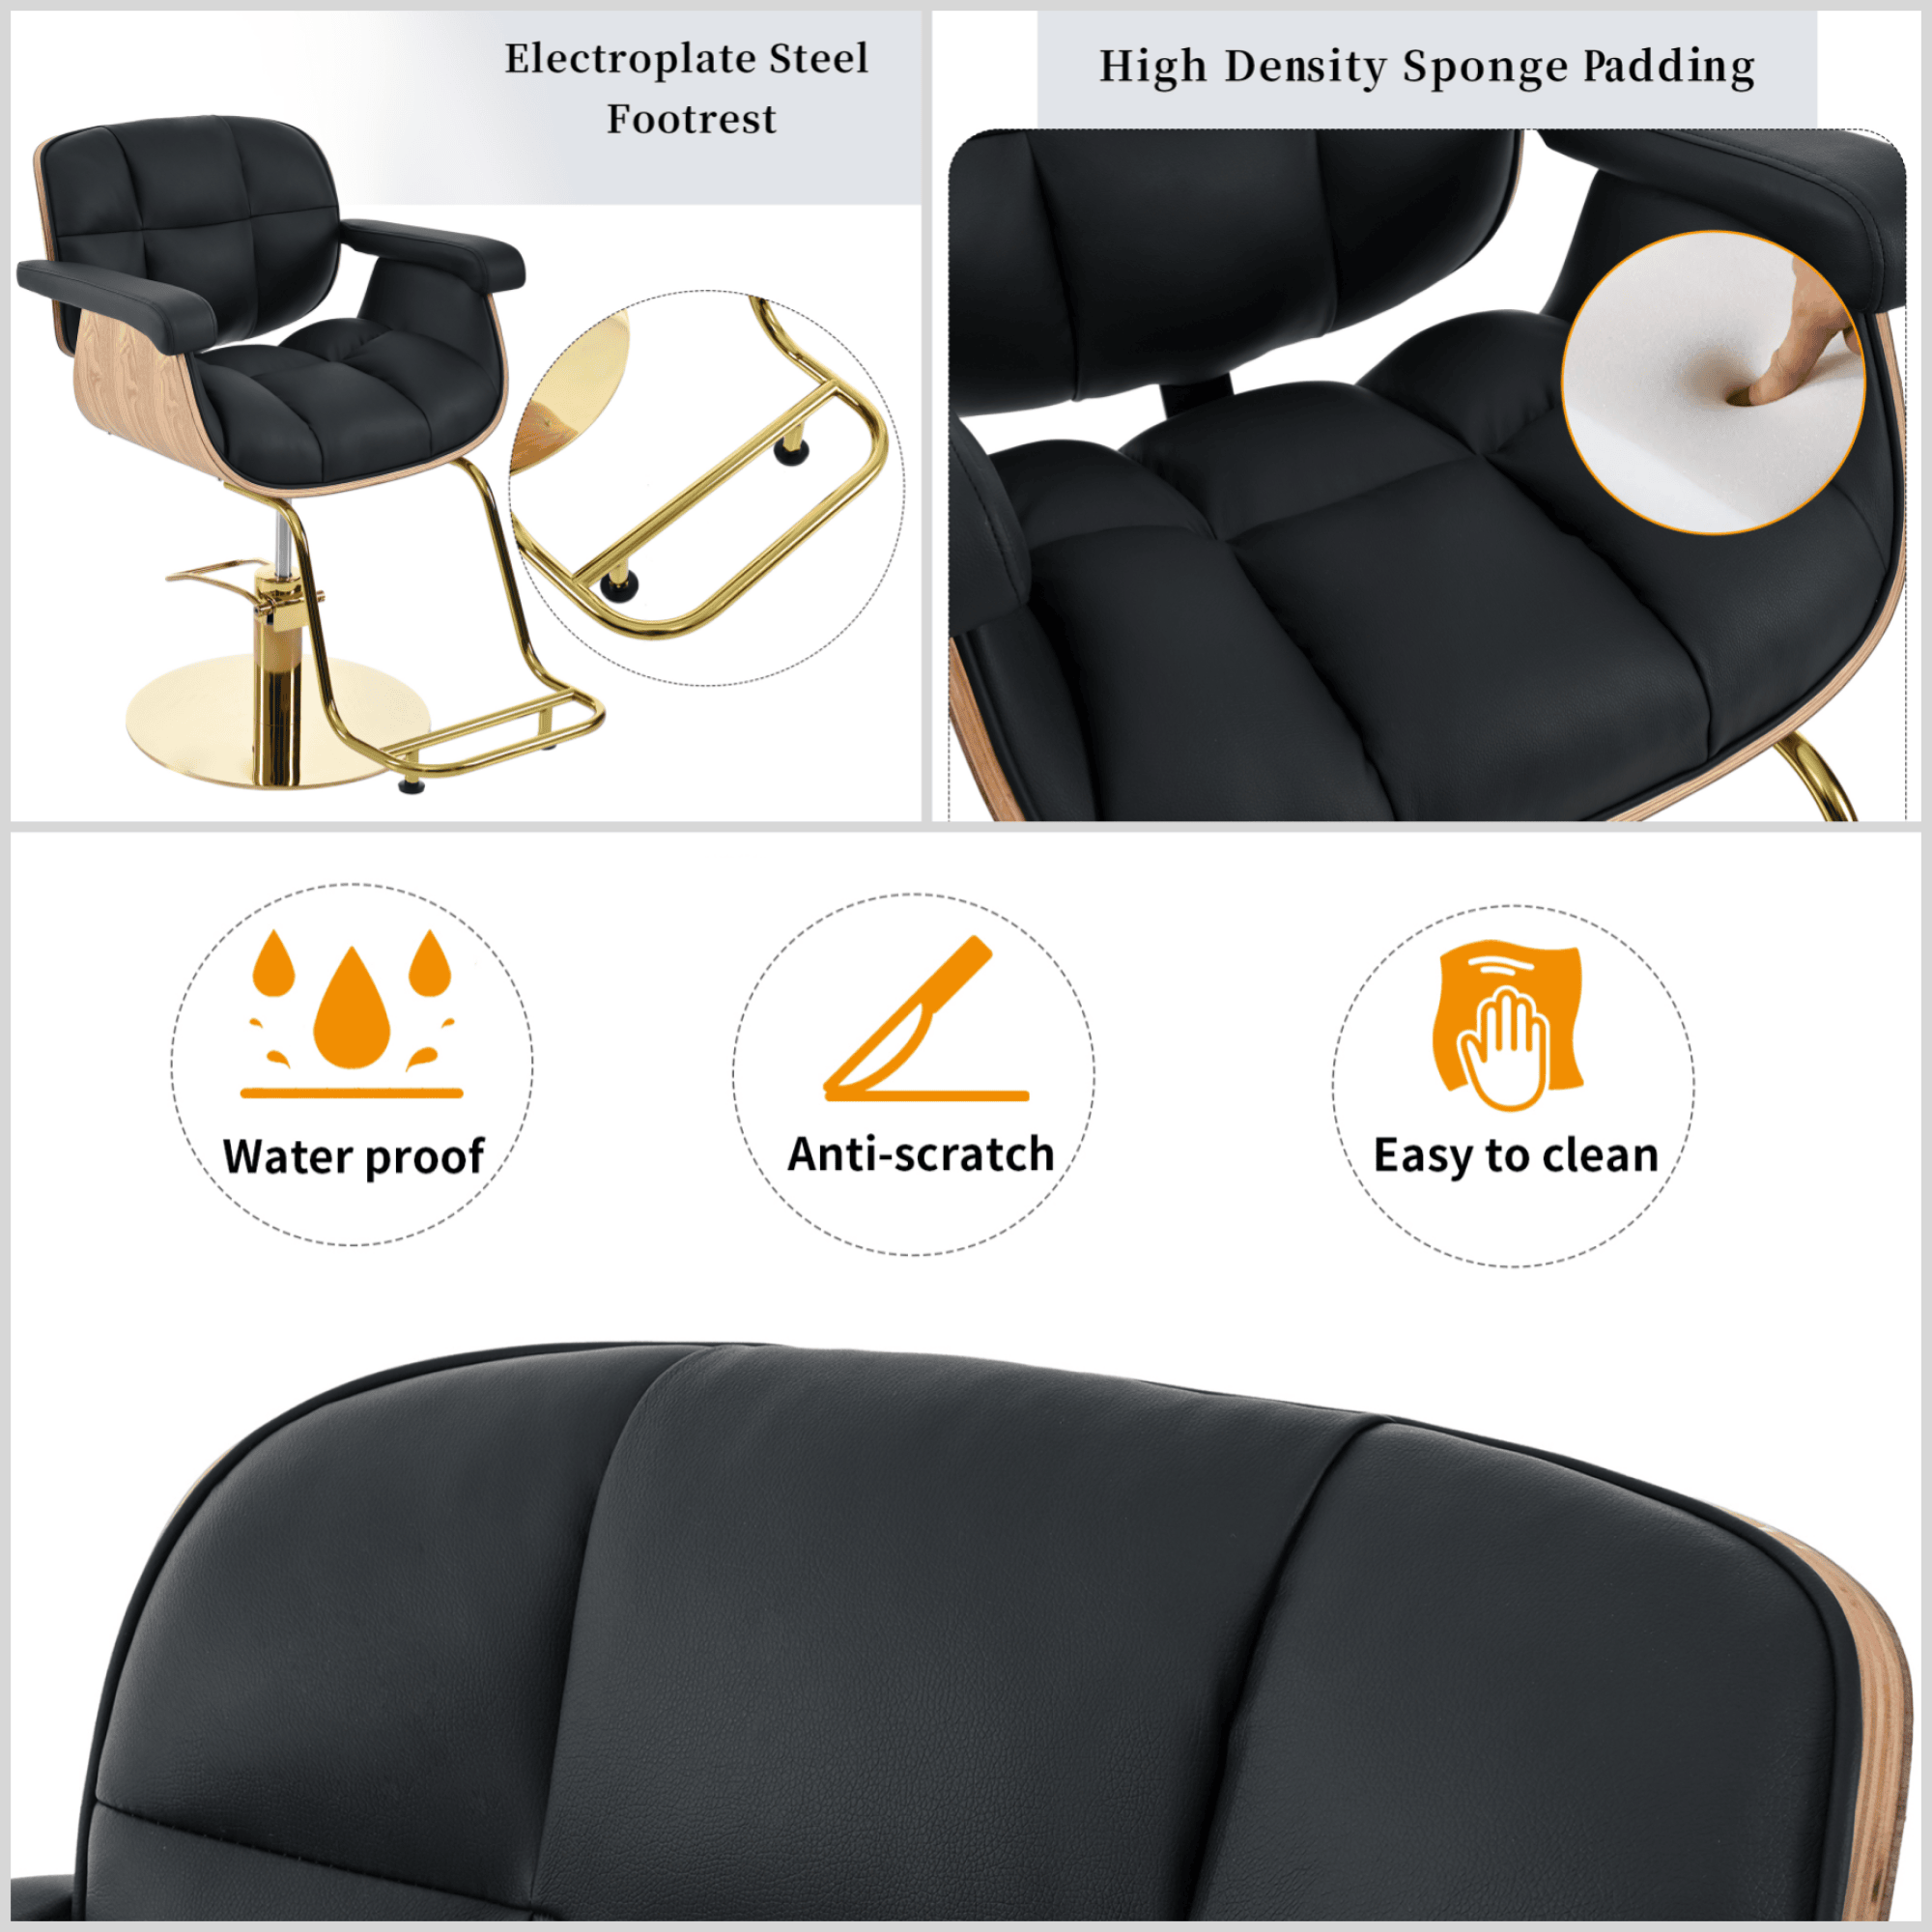 Electroplate Steel
Footrest
High Density Sponge Padding
Water proof
Anti-scratch
Easy to clean